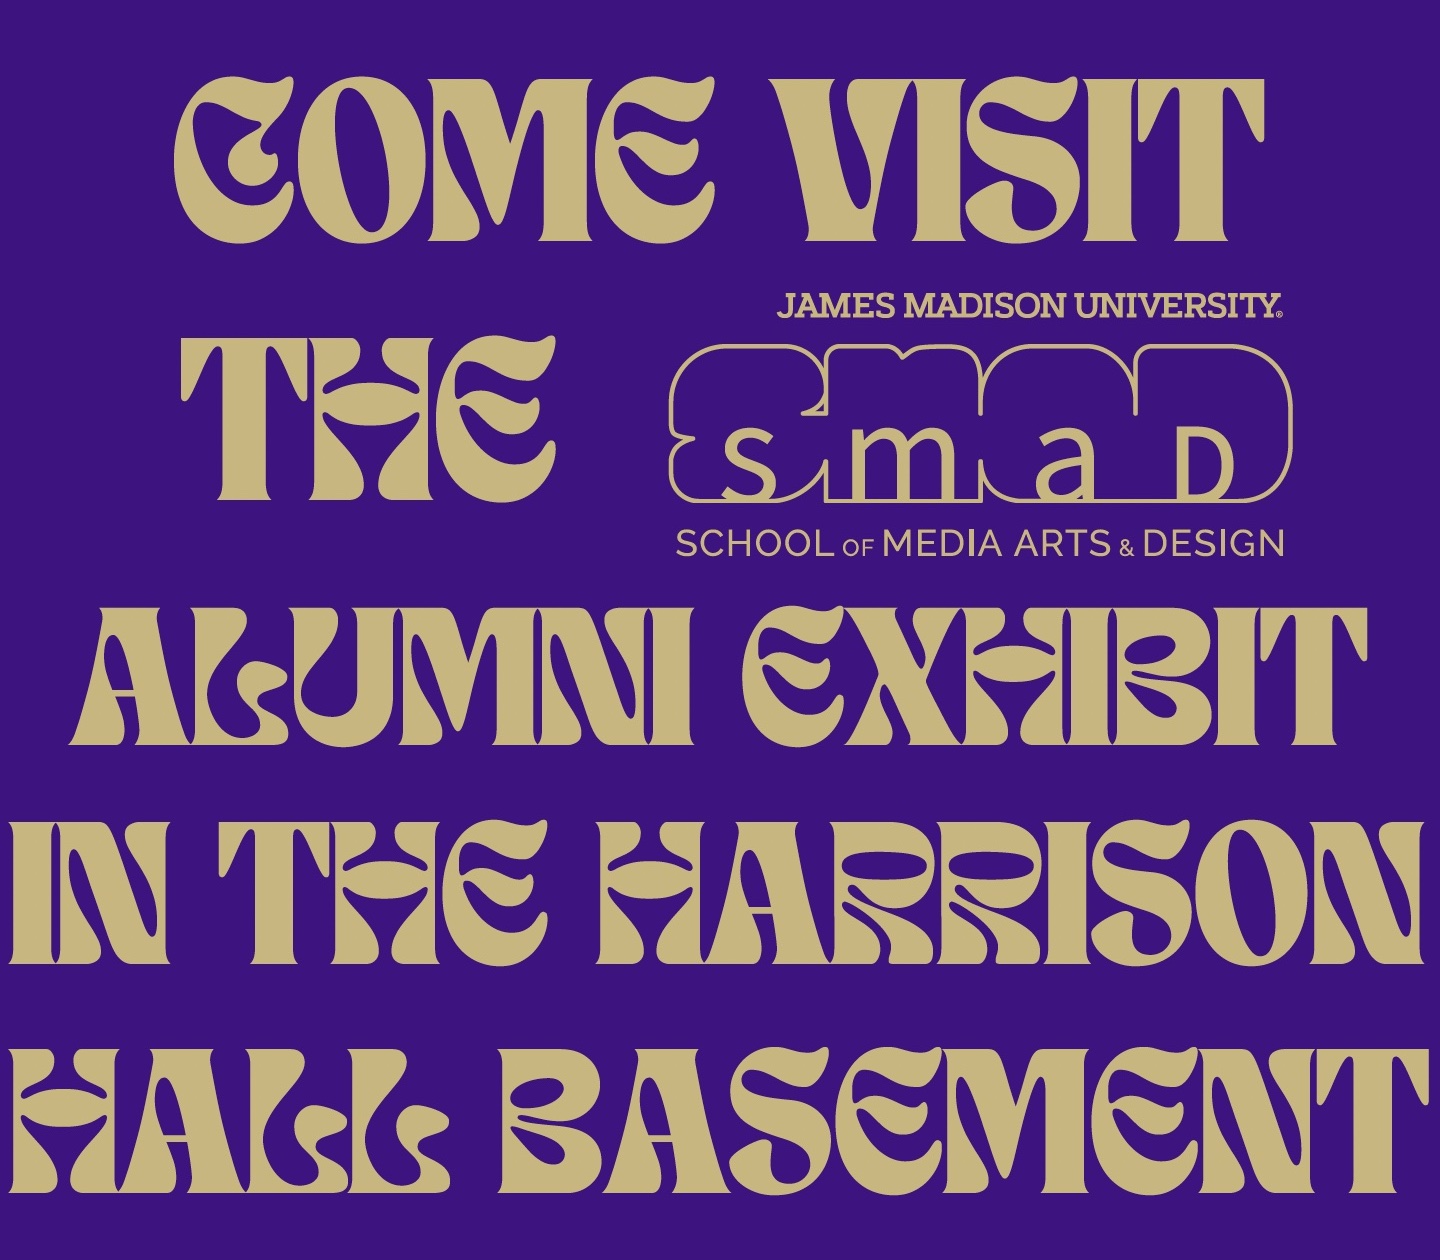 COME VISIT
THE
JAMES MADISON UNIVERSITY®
smaD
SCHOOL OF MEDIA ARTS & DESIGN
ALUMNI EXHIBIT
IN THE HARRISON
HALL BASEMENT